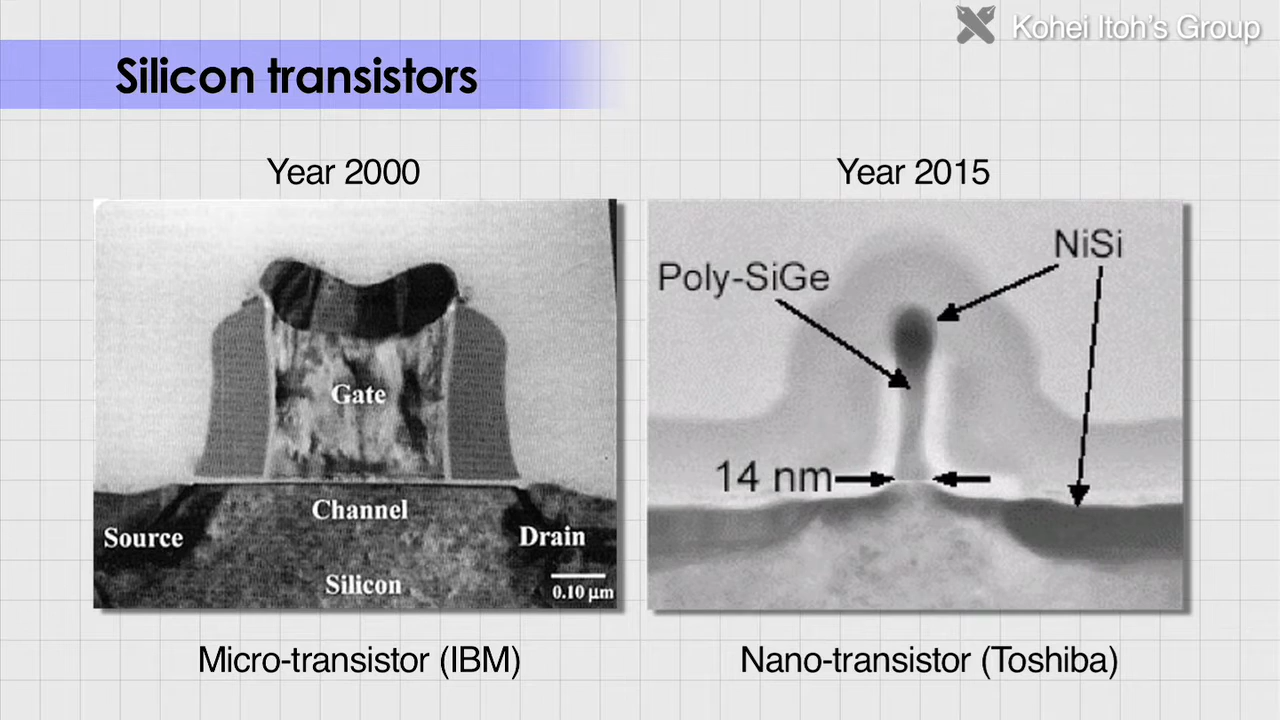 Kohei Itoh's Group
Silicon transistors
Year 2000
Year 2015
Gate
Channel
Source
Drain
Silicon
0.10 µm
NiSi
Poly-SiGe
14 nm
Micro-transistor (IBM)
Nano-transistor (Toshiba)